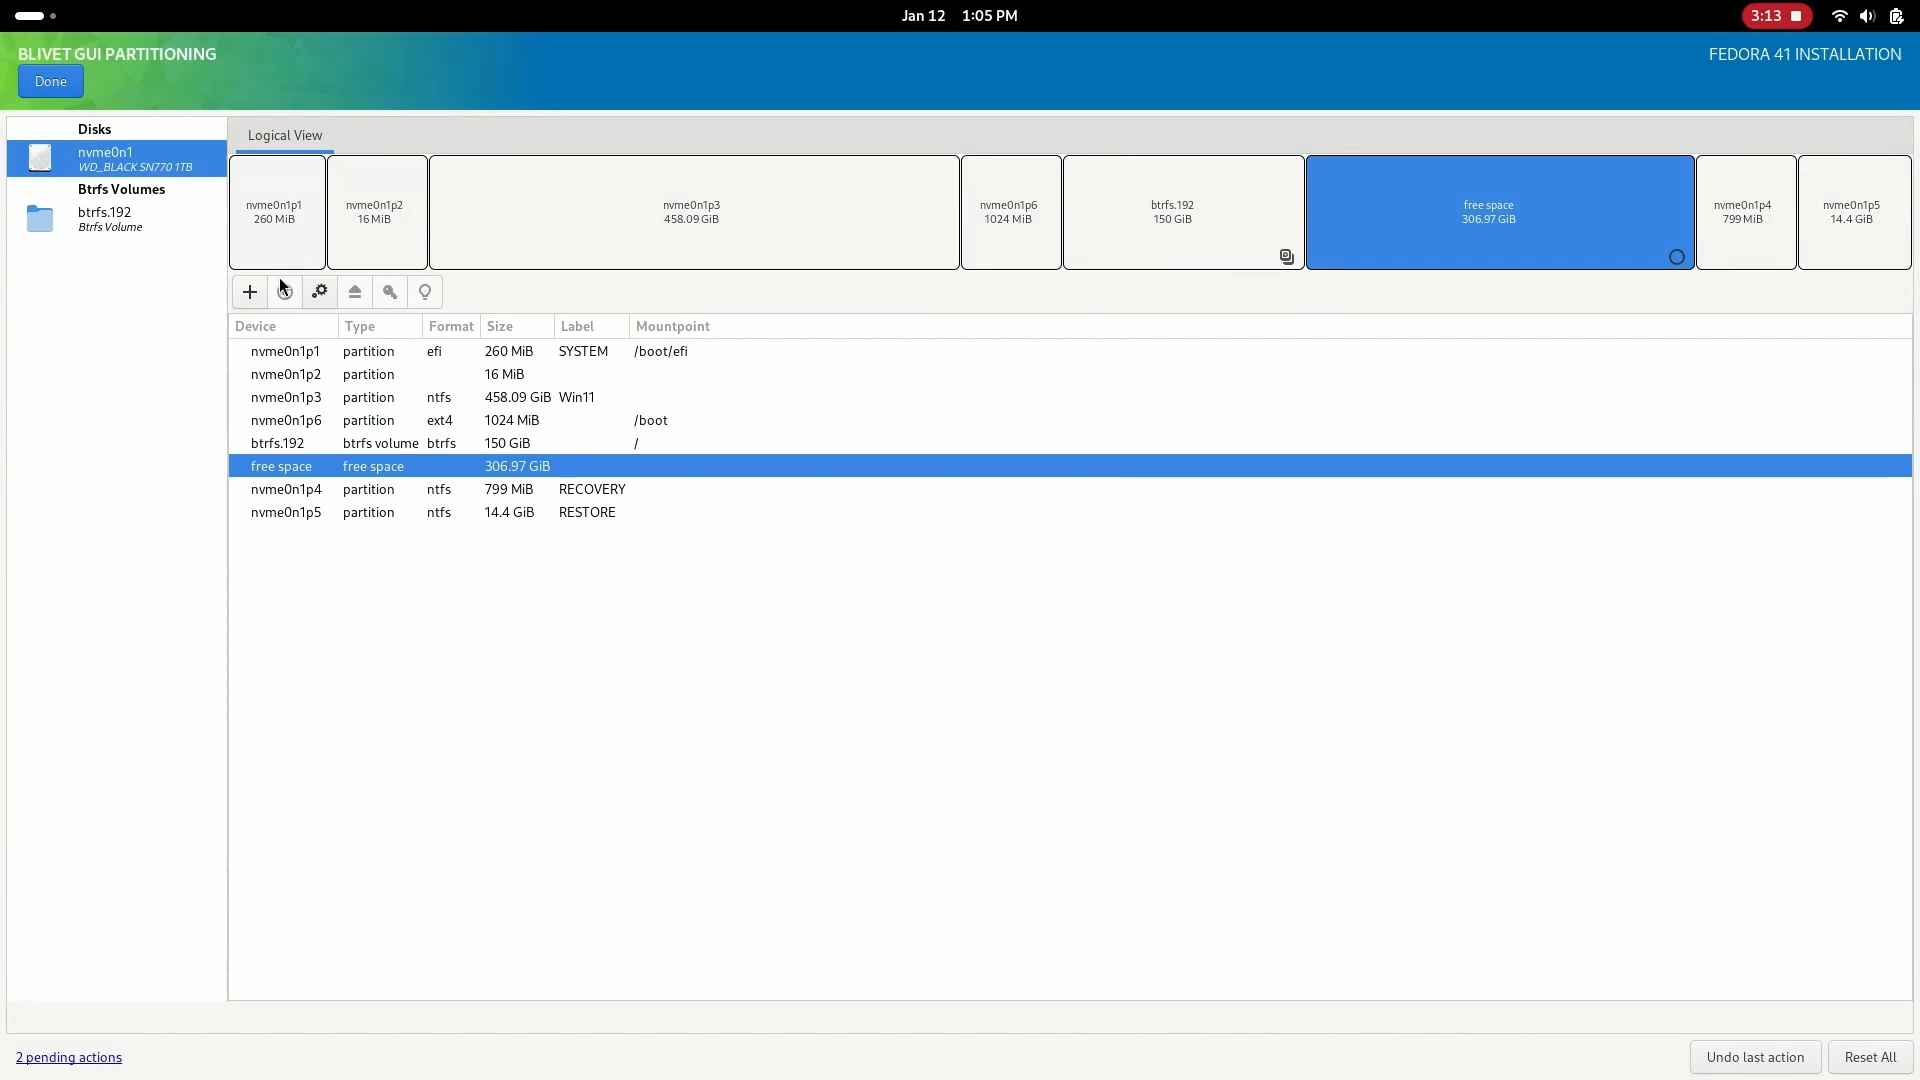 Jan 12 1:05 PM
3:13
BLIVET GUI PARTITIONING
FEDORA 41 INSTALLATION
Done
Disks
nvme0n1
WD_BLACK SN770 1TB
Btrfs Volumes
btrfs.192
Btrfs Volume
Logical View
nvme0n1p1
260 MiB
nvme0n1p2
16 MiB
nvme0n1p3
458.09 GiB
nvme0n1p6
1024 MiB
btrfs.192
150 GiB
free space
306.97 GiB
nvme0n1p4
799 MiB
nvme0n1p5
14.4 GiB
Device Type Format Size Label Mountpoint
nvme0n1p1 partition efi 260 MiB SYSTEM /boot/efi
nvme0n1p2 partition 16 MiB
nvme0n1p3 partition ntfs 458.09 GiB Win11
nvme0n1p6 partition ext4 1024 MiB /boot
btrfs.192 btrfs volume btrfs 150 GiB /
free space free space 306.97 GiB
nvme0n1p4 partition ntfs 799 MiB RECOVERY
nvme0n1p5 partition ntfs 14.4 GiB RESTORE
2 pending actions
Undo last action
Reset All